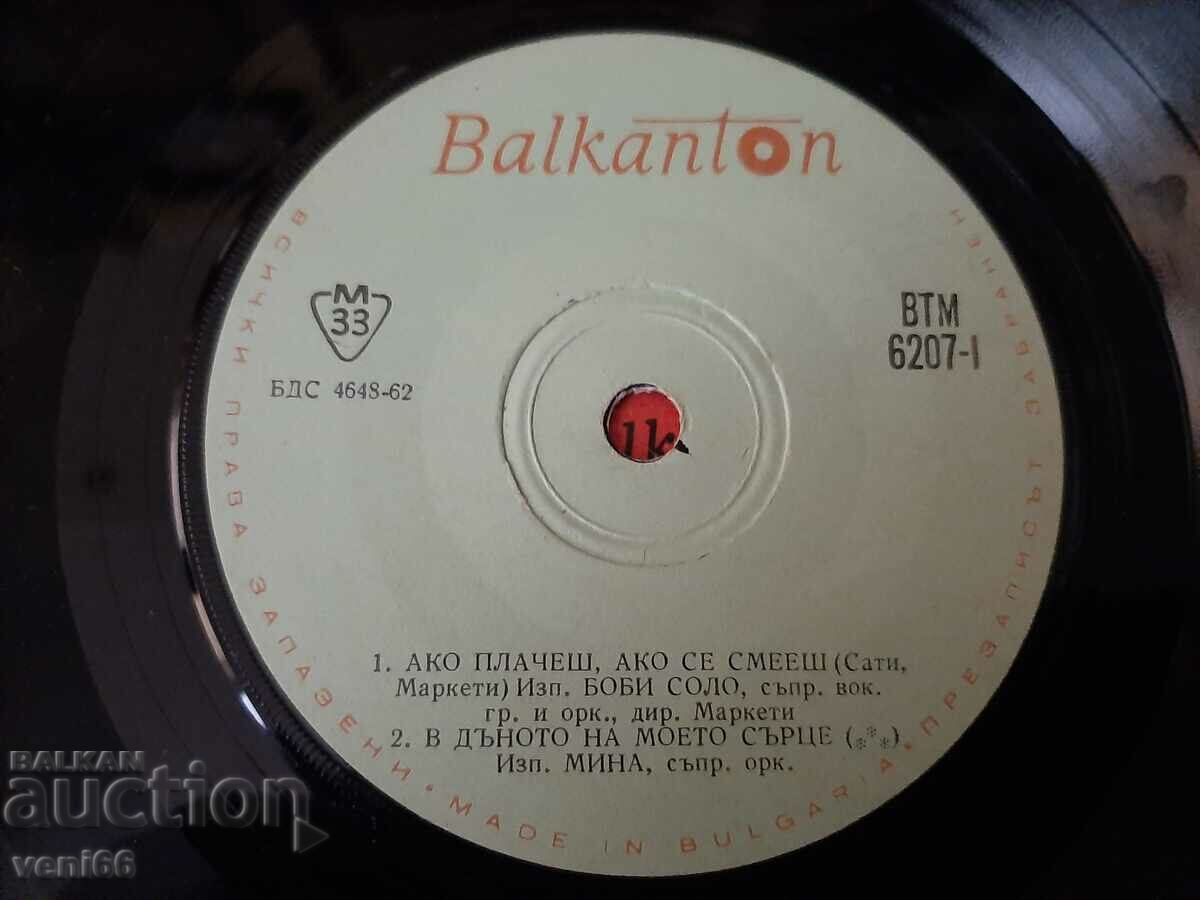 Balkanton
M
33
БДС 4648-62
ВТМ
6207-I
ВСИЧКИ ПРАВА ЗАПАЗЕНИ • MADE IN BULGARIA • ПРЕЗАПИСЪТ ЗАБРАНЕН
lk
1. АКО ПЛАЧЕШ, АКО СЕ СМЕЕШ (Сати,
Маркети) Изп. БОБИ СОЛО, съпр. вок.
гр. и орк., дир. Маркети
2. В ДЪНОТО НА МОЕТО СЪРЦЕ (***)
Изп. МИНА, съпр. орк.
BALKAN
auction
veni66